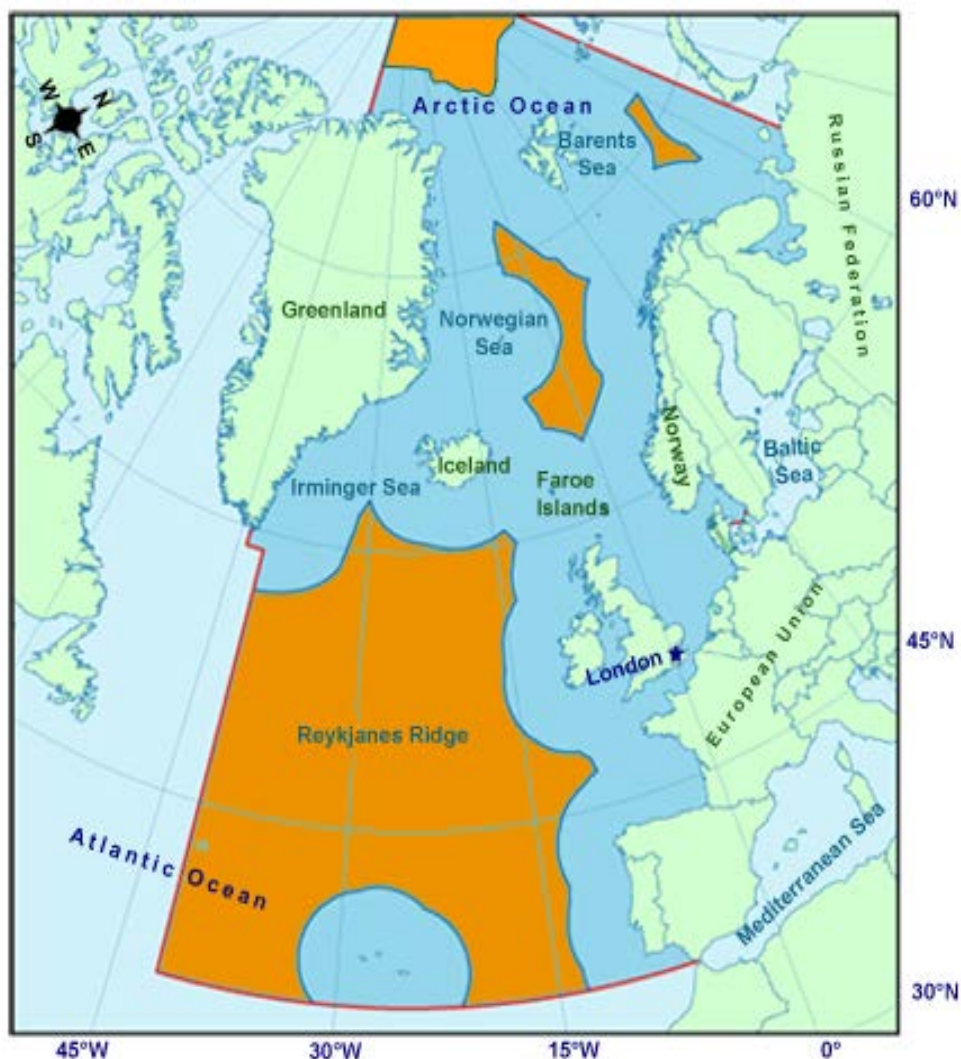 W
N
S
E
Arctic Ocean
Barents
Sea
Russian Federation
60°N
Greenland
Norwegian
Sea
Norway
Baltic
Sea
Iceland
Irminger Sea
Faroe
Islands
European Union
45°N
London
Reykjanes Ridge
Atlantic Ocean
Mediterranean Sea
30°N
45°W
30°W
15°W
0°